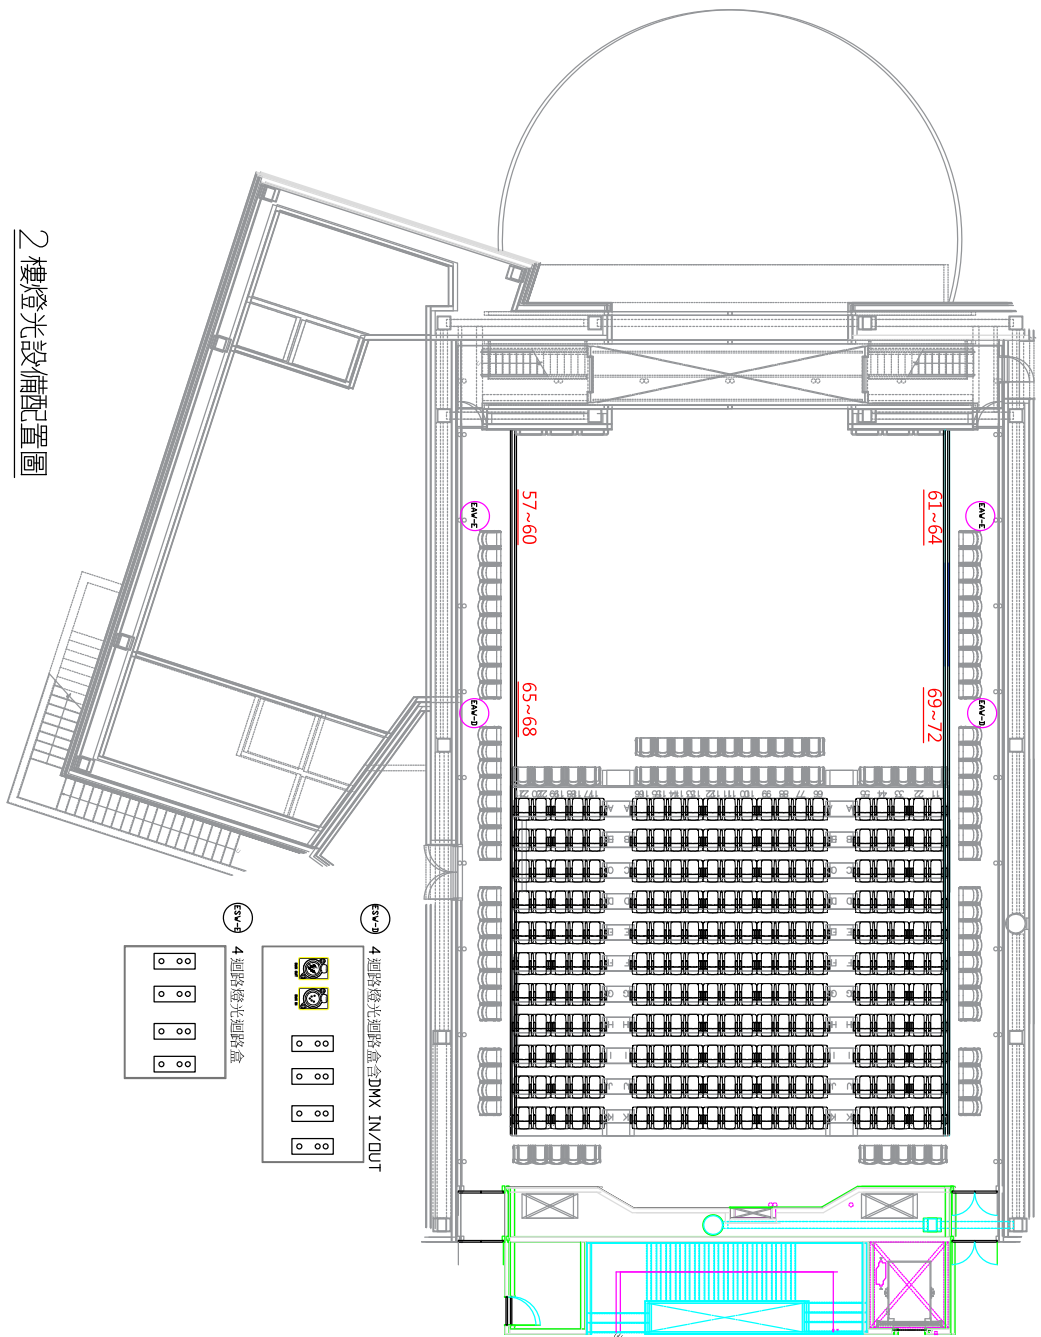 2樓燈光設備配置圖
57~60
61~64
EAV-E
EAV-E
65~68
69~72
EAV-D
EAV-D
A A A A
B B B B
C C C C
D D D D
E E E E
F F F F
G G G G
H H H H
I I I I
J J J J
K K K K
ESV-D
4 迴路燈光迴路盒含DMX IN/OUT
ESV-E
4 迴路燈光迴路盒